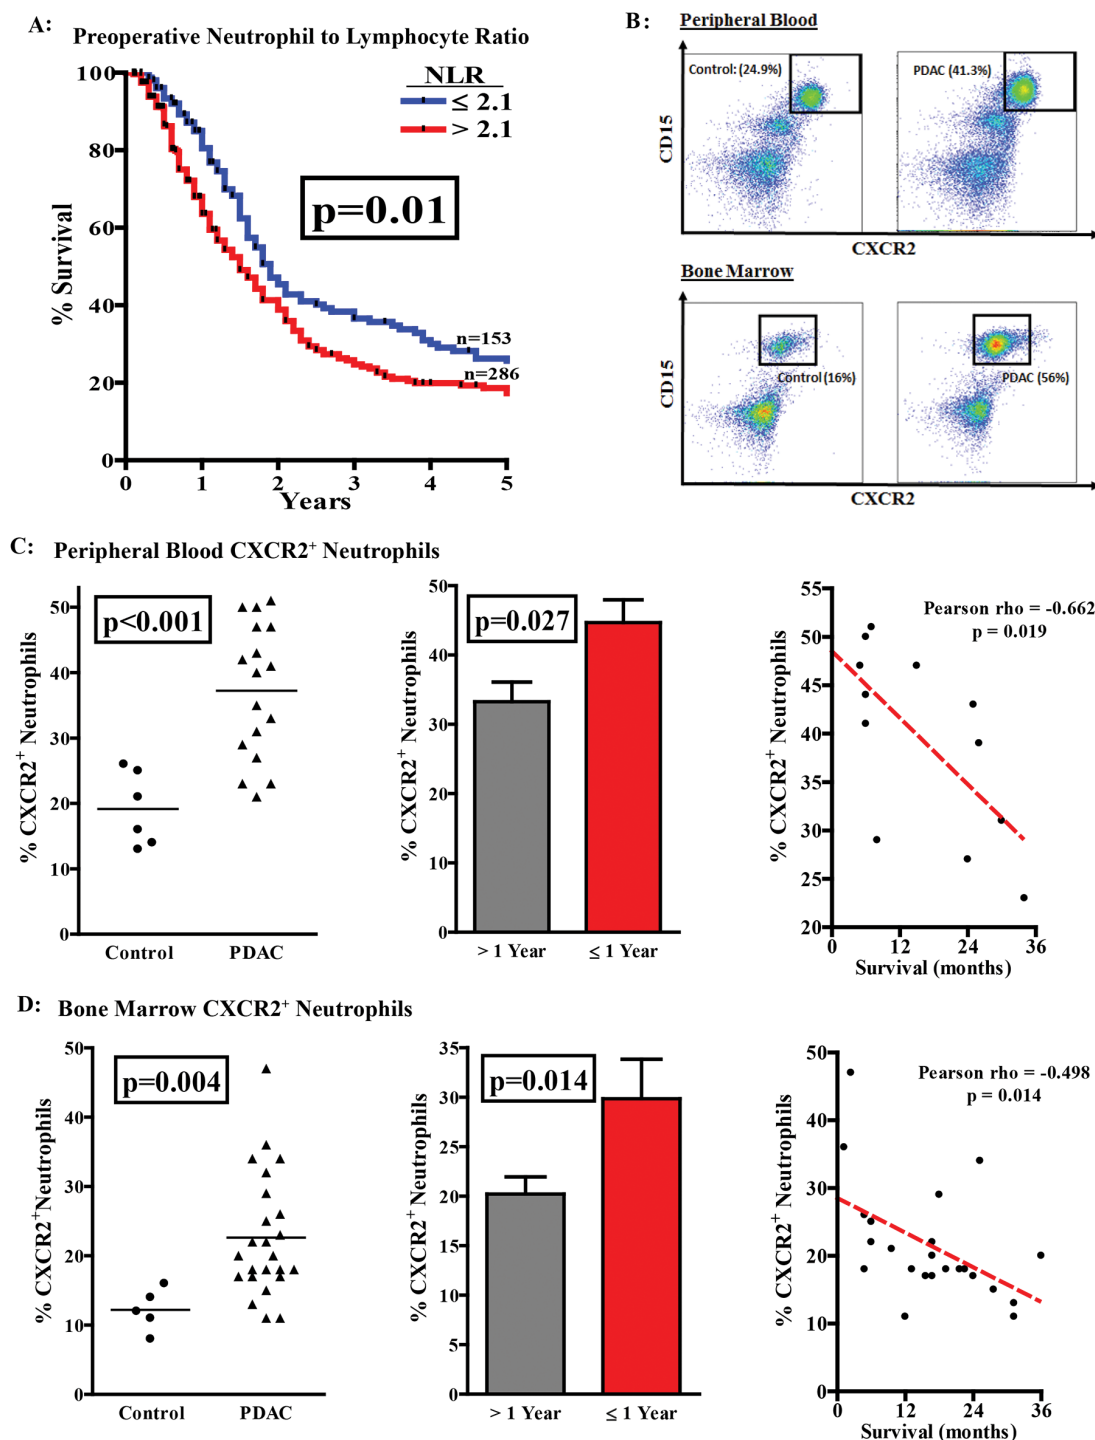 A: Preoperative Neutrophil to Lymphocyte Ratio
NLR
≤ 2.1
> 2.1
p=0.01
n=153
n=286
% Survival
100
80
60
40
20
0
0 1 2 3 4 5
Years
B: Peripheral Blood
Control: (24.9%)
PDAC (41.3%)
CD15
CXCR2
Bone Marrow
Control (16%)
PDAC (56%)
CD15
CXCR2
C: Peripheral Blood CXCR2+ Neutrophils
p<0.001
% CXCR2+ Neutrophils
50
40
30
20
10
0
Control PDAC
p=0.027
% CXCR2+ Neutrophils
50
40
30
20
10
0
> 1 Year ≤ 1 Year
Pearson rho = -0.662
p = 0.019
% CXCR2+ Neutrophils
55
50
45
40
35
30
25
20
0 12 24 36
Survival (months)
D: Bone Marrow CXCR2+ Neutrophils
p=0.004
% CXCR2+Neutrophils
50
40
30
20
10
0
Control PDAC
p=0.014
% CXCR2+ Neutrophils
35
30
25
20
15
10
5
0
> 1 Year ≤ 1 Year
Pearson rho = -0.498
p = 0.014
% CXCR2+ Neutrophils
50
40
30
20
10
0
0 12 24 36
Survival (months)